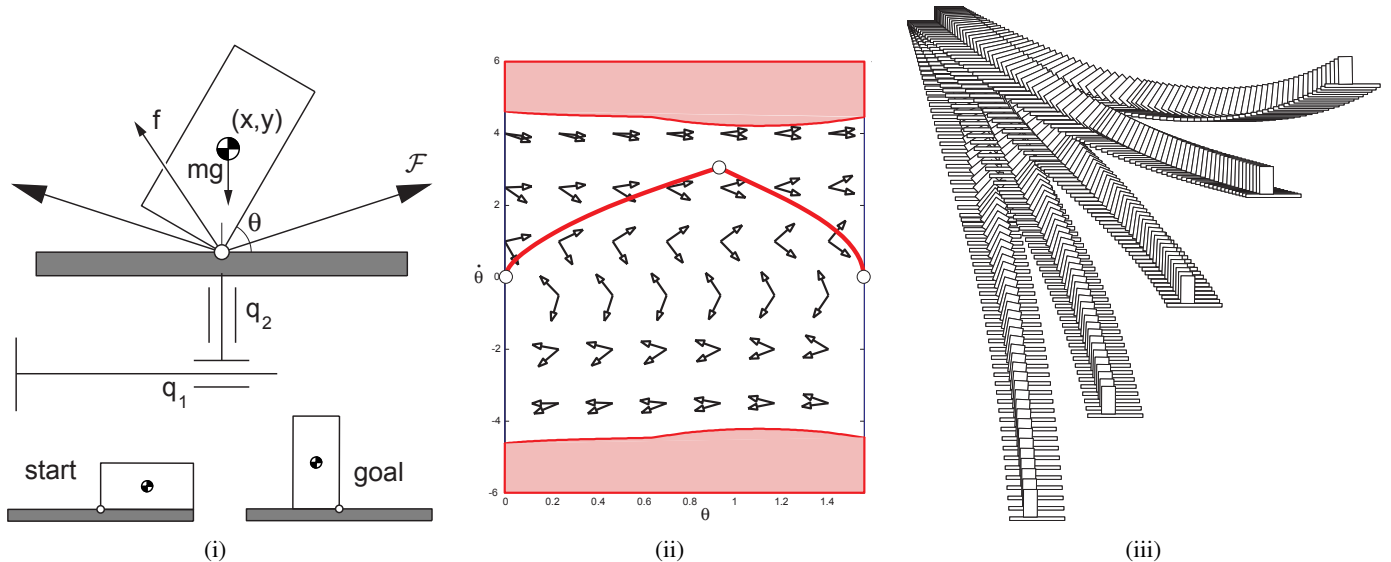 f
(x,y)
mg
ℱ
θ
q₂
q₁
start
goal
(i)
6
4
2
0
-2
-4
-6
θ̇
0 0.2 0.4 0.6 0.8 1 1.2 1.4
θ
(ii)
(iii)